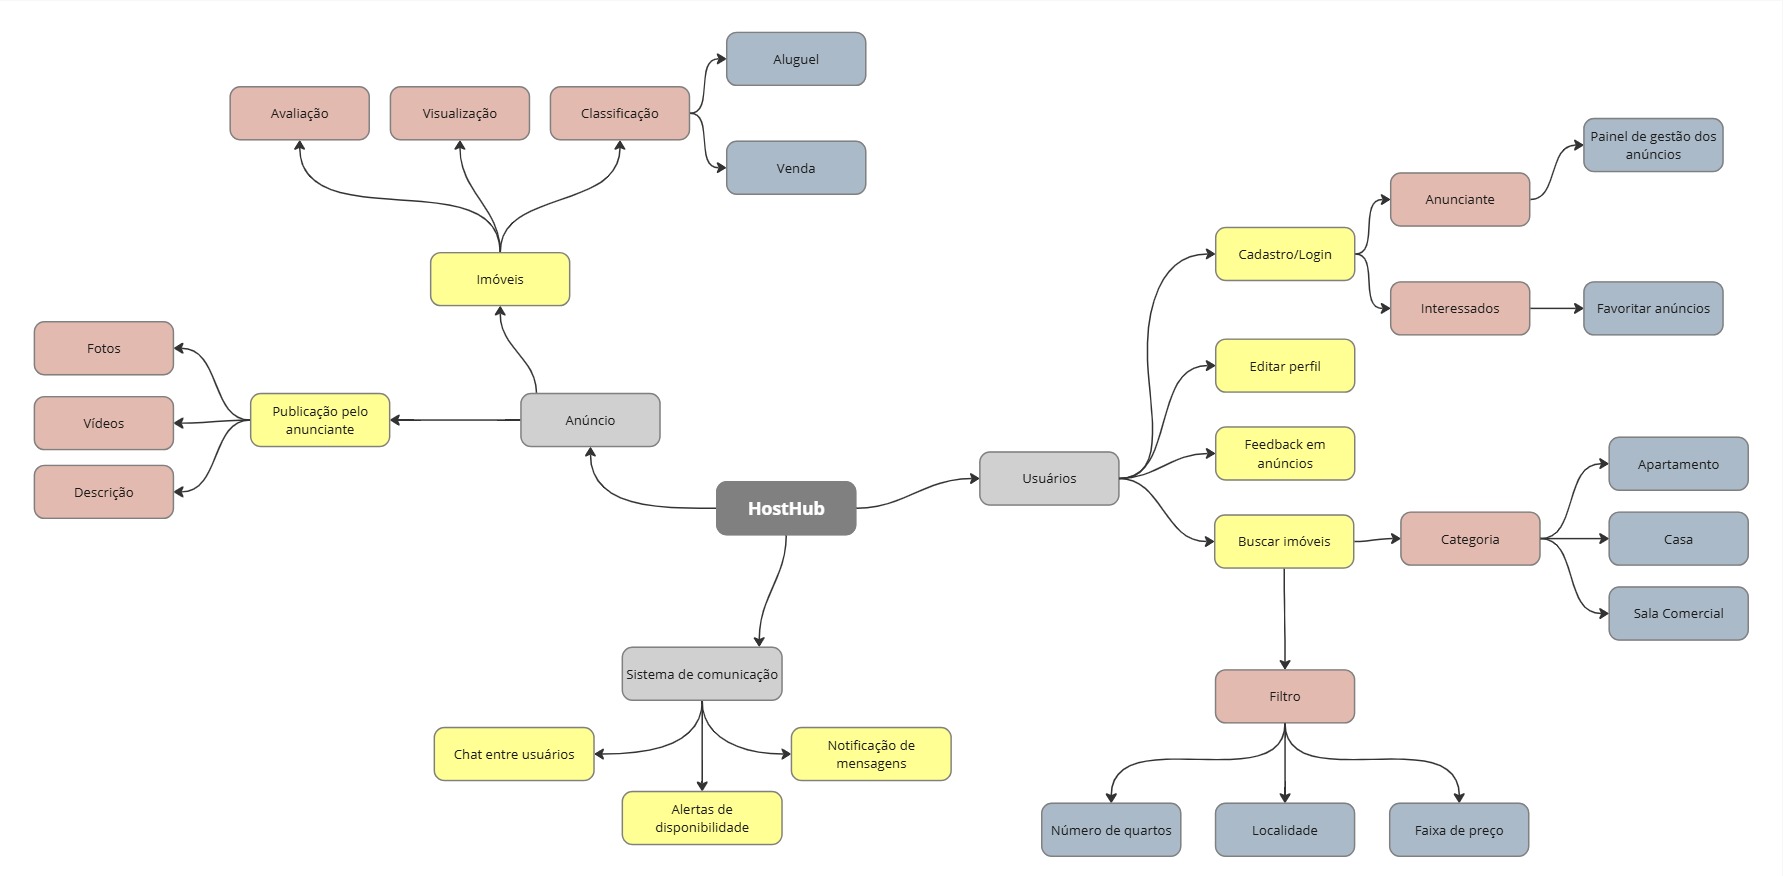 Aluguel
Avaliação
Visualização
Classificação
Venda
Imóveis
Fotos
Vídeos
Descrição
Publicação pelo
anunciante
Anúncio
HostHub
Usuários
Cadastro/Login
Anunciante
Painel de gestão dos
anúncios
Interessados
Favoritar anúncios
Editar perfil
Feedback em
anúncios
Buscar imóveis
Categoria
Apartamento
Casa
Sala Comercial
Filtro
Número de quartos
Localidade
Faixa de preço
Sistema de comunicação
Chat entre usuários
Notificação de
mensagens
Alertas de
disponibilidade